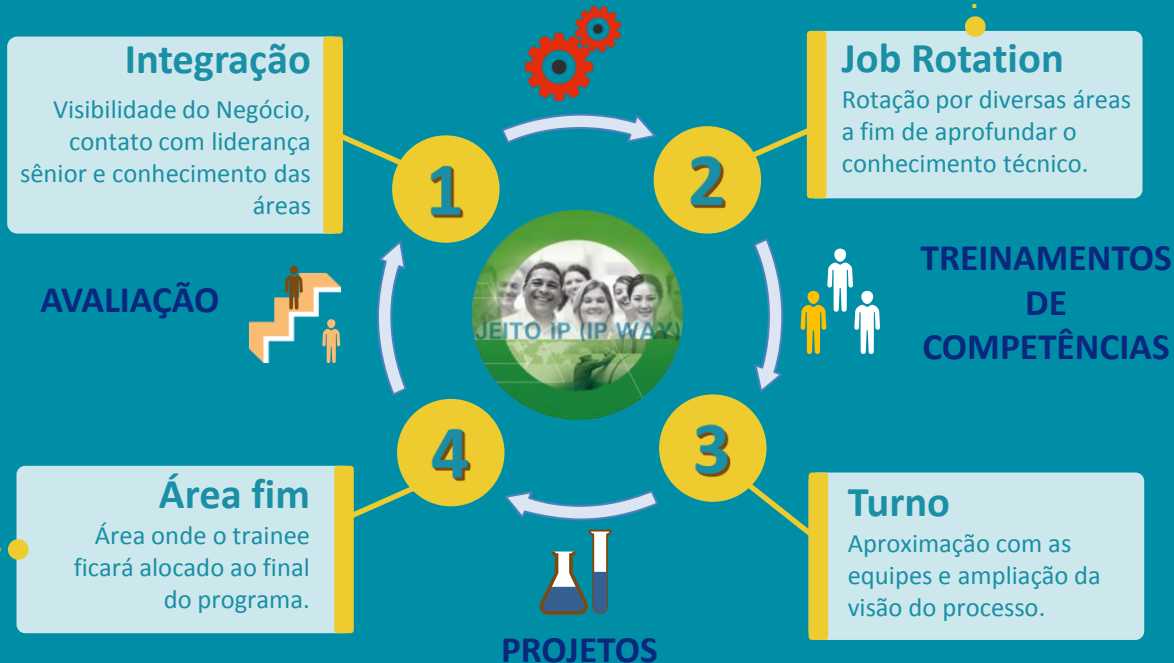 Integração
Visibilidade do Negócio,
contato com liderança
sênior e conhecimento das
áreas
1
2
Job Rotation
Rotação por diversas áreas
a fim de aprofundar o
conhecimento técnico.
AVALIAÇÃO
JEITO IP (IP WAY)
TREINAMENTOS
DE
COMPETÊNCIAS
4
3
Área fim
Área onde o trainee
ficará alocado ao final
do programa.
Turno
Aproximação com as
equipes e ampliação da
visão do processo.
PROJETOS